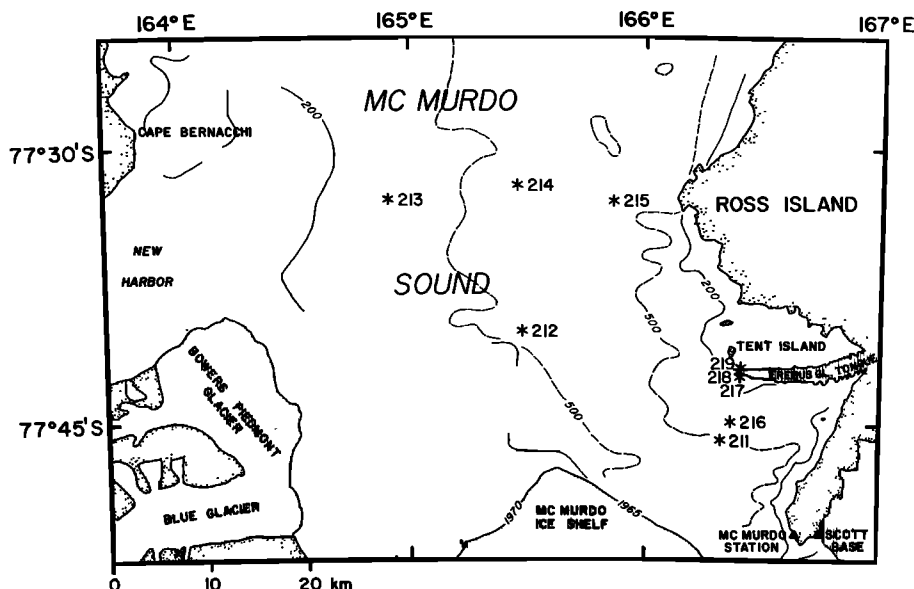 164°E 165°E 166°E 167°E
MC MURDO
200
CAPE BERNACCHI
77°30'S
*213
*214
*215
ROSS ISLAND
NEW
HARBOR
SOUND
200
500
*212
500
TENT ISLAND
219
218
217
EREBUS GL. TONGUE
BOWERS PIEDMONT
GLACIER
77°45'S
*216
*211
BLUE GLACIER
1970
1965
MC MURDO
ICE SHELF
MC MURDO
STATION
SCOTT
BASE
0 10 20 km